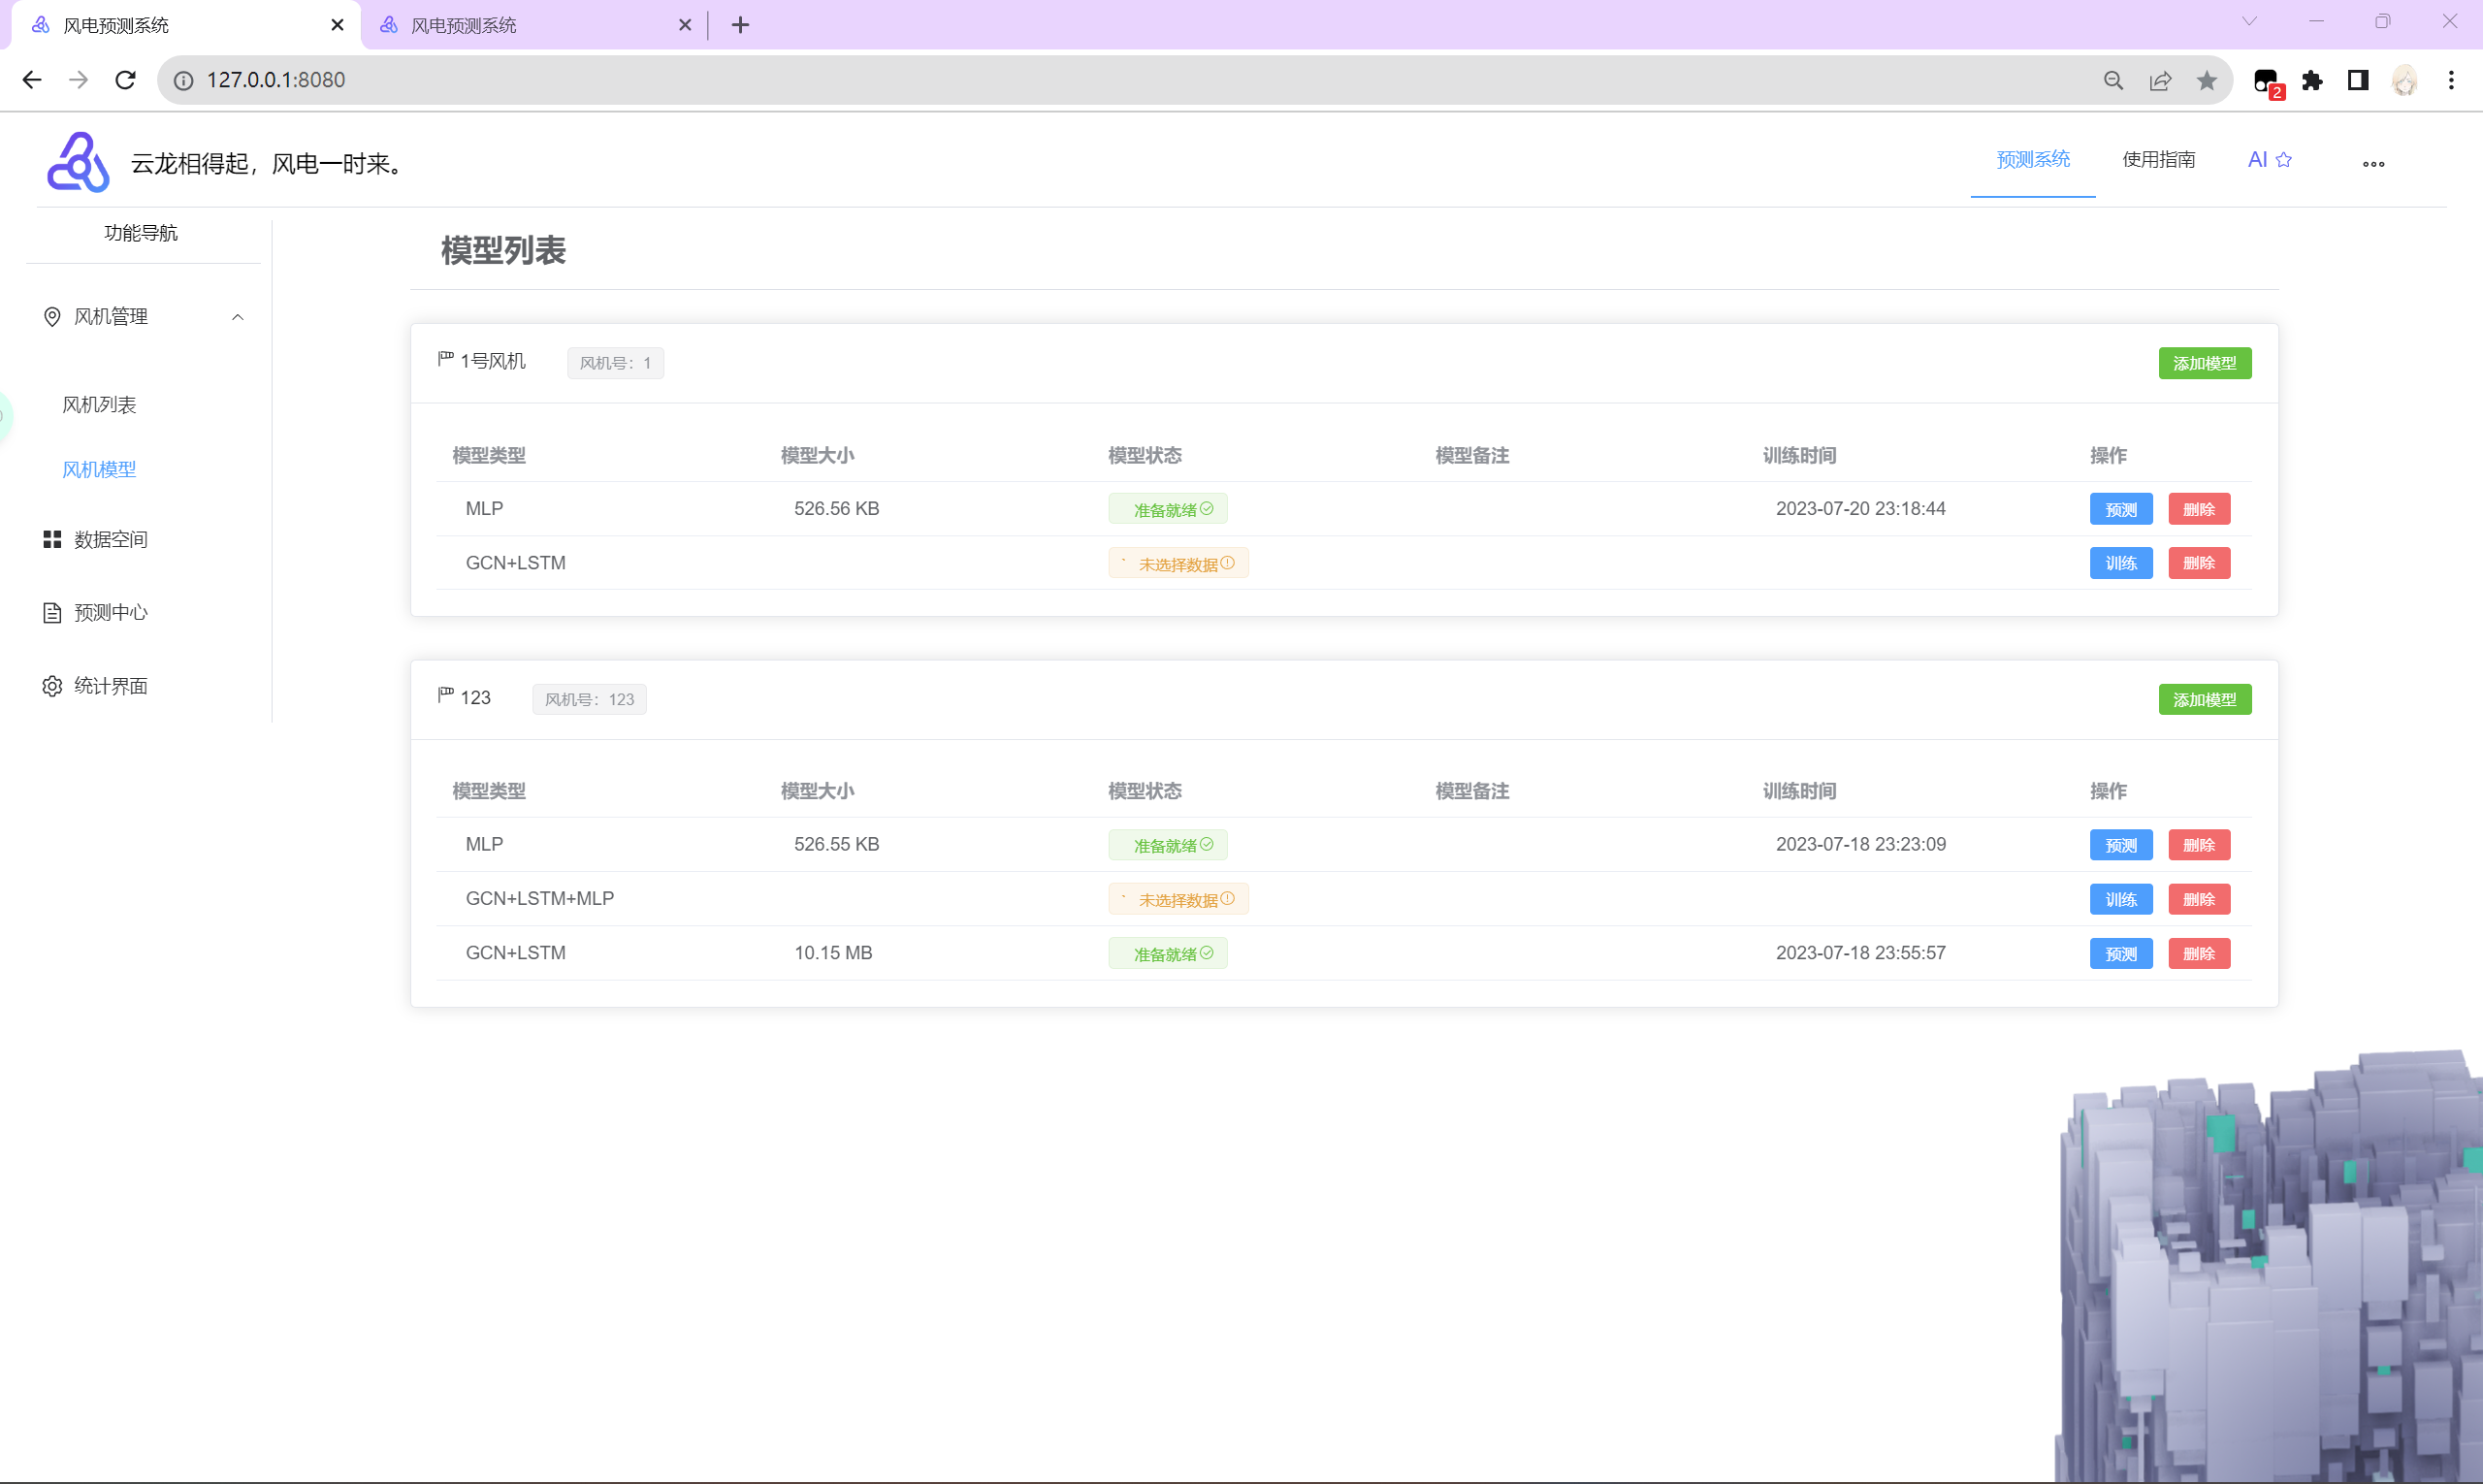 风电预测系统 风电预测系统
127.0.0.1:8080
2
云龙相得起，风电一时来。 预测系统 使用指南 AI
功能导航
风机管理
风机列表
风机模型
数据空间
预测中心
统计界面
模型列表
1号风机 风机号：1 添加模型
模型类型 模型大小 模型状态 模型备注 训练时间 操作
MLP 526.56 KB 准备就绪 2023-07-20 23:18:44 预测 删除
GCN+LSTM 未选择数据 训练 删除
123 风机号：123 添加模型
模型类型 模型大小 模型状态 模型备注 训练时间 操作
MLP 526.55 KB 准备就绪 2023-07-18 23:23:09 预测 删除
GCN+LSTM+MLP 未选择数据 训练 删除
GCN+LSTM 10.15 MB 准备就绪 2023-07-18 23:55:57 预测 删除